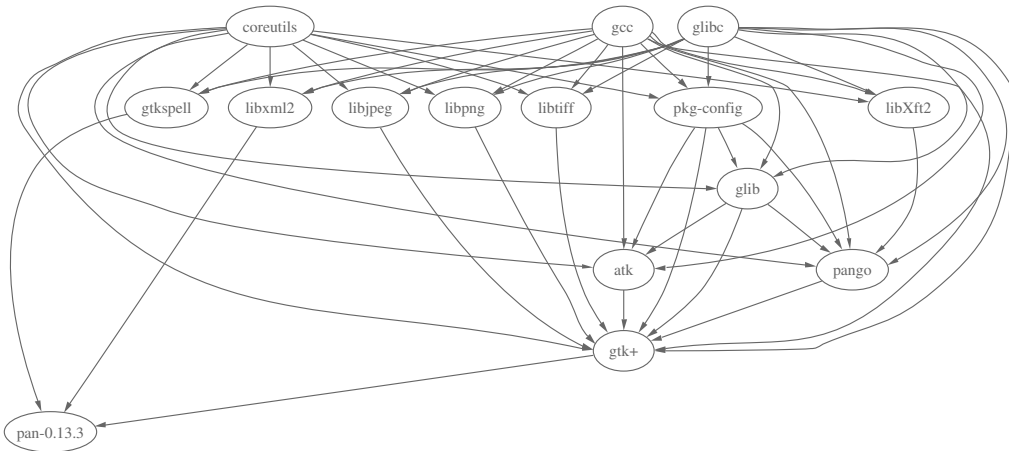 coreutils
gcc
glibc
gtkspell
libxml2
libjpeg
libpng
libtiff
pkg-config
libXft2
glib
atk
pango
gtk+
pan-0.13.3